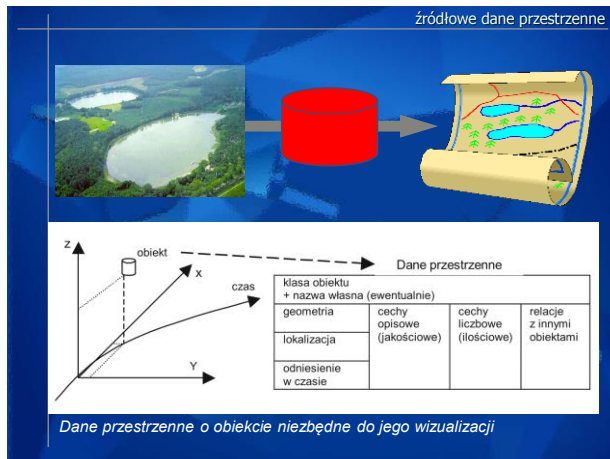 źródłowe dane przestrzenne
Z
obiekt
X
czas
Y
Dane przestrzenne
klasa obiektu
+ nazwa własna (ewentualnie)
geometria
lokalizacja
odniesienie
w czasie
cechy
opisowe
(jakościowe)
cechy
liczbowe
(ilościowe)
relacje
z innymi
obiektami
Dane przestrzenne o obiekcie niezbędne do jego wizualizacji